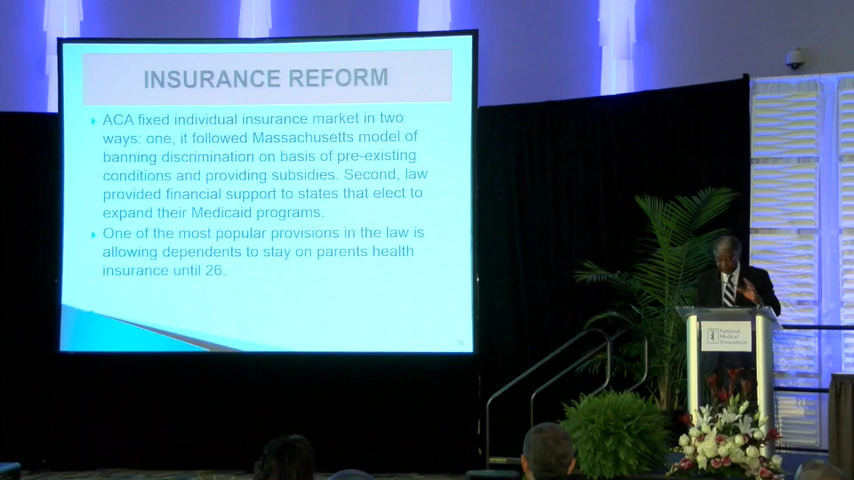 INSURANCE REFORM
ACA fixed individual insurance market in two
ways: one, it followed Massachusetts model of
banning discrimination on basis of pre-existing
conditions and providing subsidies. Second, law
provided financial support to states that elect to
expand their Medicaid programs.
One of the most popular provisions in the law is
allowing dependents to stay on parents health
insurance until 26.
National
Medical
Association